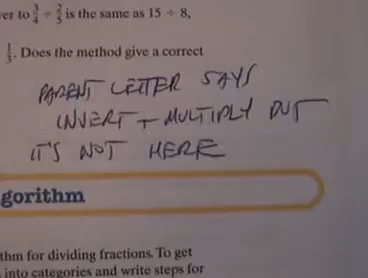 er to 3/4 ÷ 2/5 is the same as 15 ÷ 8,
1/3. Does the method give a correct
PARENT LETTER SAYS
INVERT + MULTIPLY BUT
IT'S NOT HERE
gorithm
thm for dividing fractions. To get
into categories and write steps for